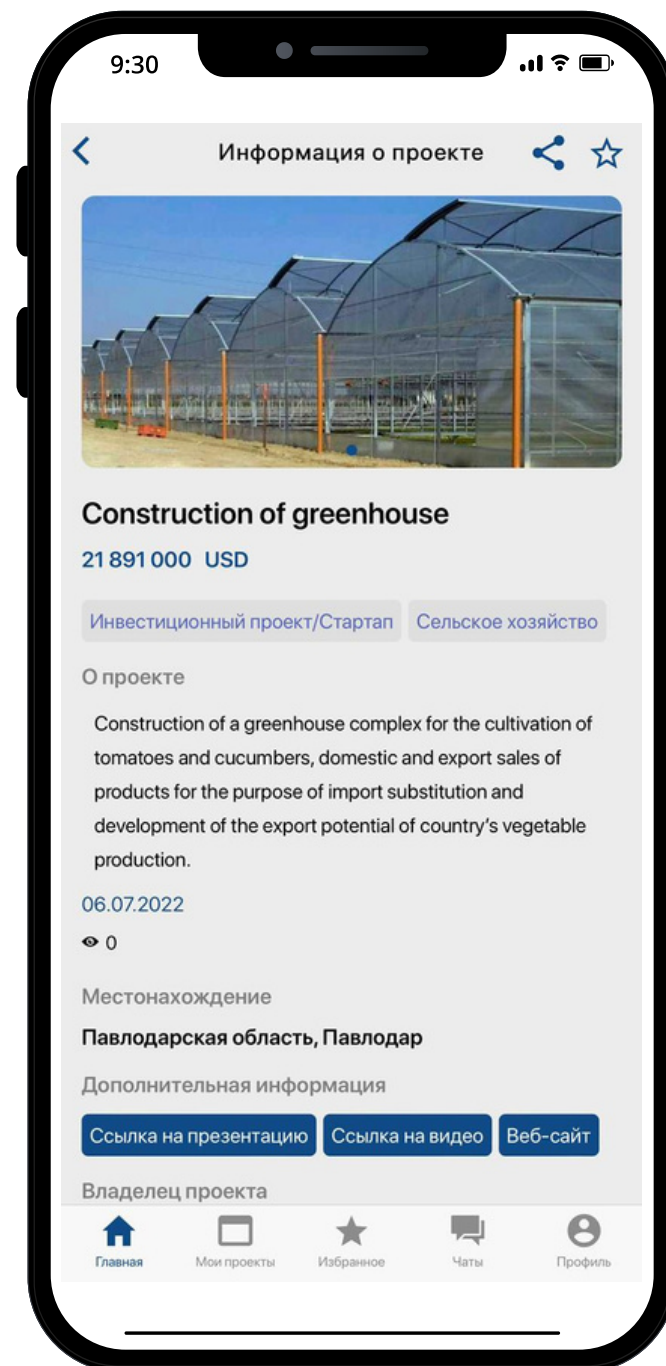 9:30
Информация о проекте
Construction of greenhouse
21 891 000 USD
Инвестиционный проект/Стартап Сельское хозяйство
О проекте
Construction of a greenhouse complex for the cultivation of
tomatoes and cucumbers, domestic and export sales of
products for the purpose of import substitution and
development of the export potential of country's vegetable
production.
06.07.2022
0
Местонахождение
Павлодарская область, Павлодар
Дополнительная информация
Ссылка на презентацию Ссылка на видео Веб-сайт
Владелец проекта
Главная Мои проекты Избранное Чаты Профиль